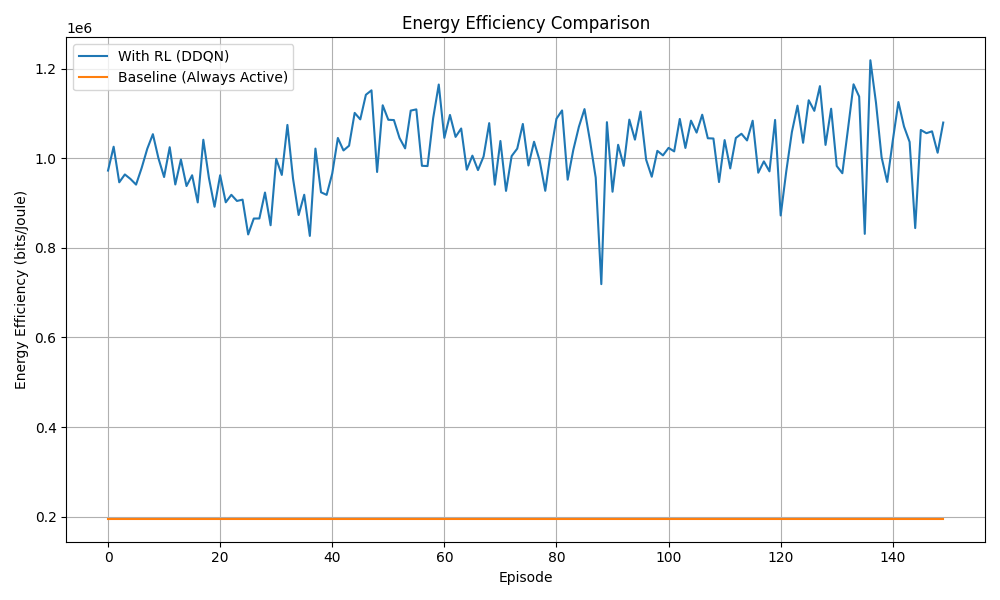 Energy Efficiency Comparison
1e6
With RL (DDQN)
Baseline (Always Active)
1.2
1.0
0.8
0.6
0.4
0.2
Energy Efficiency (bits/Joule)
0 20 40 60 80 100 120 140
Episode